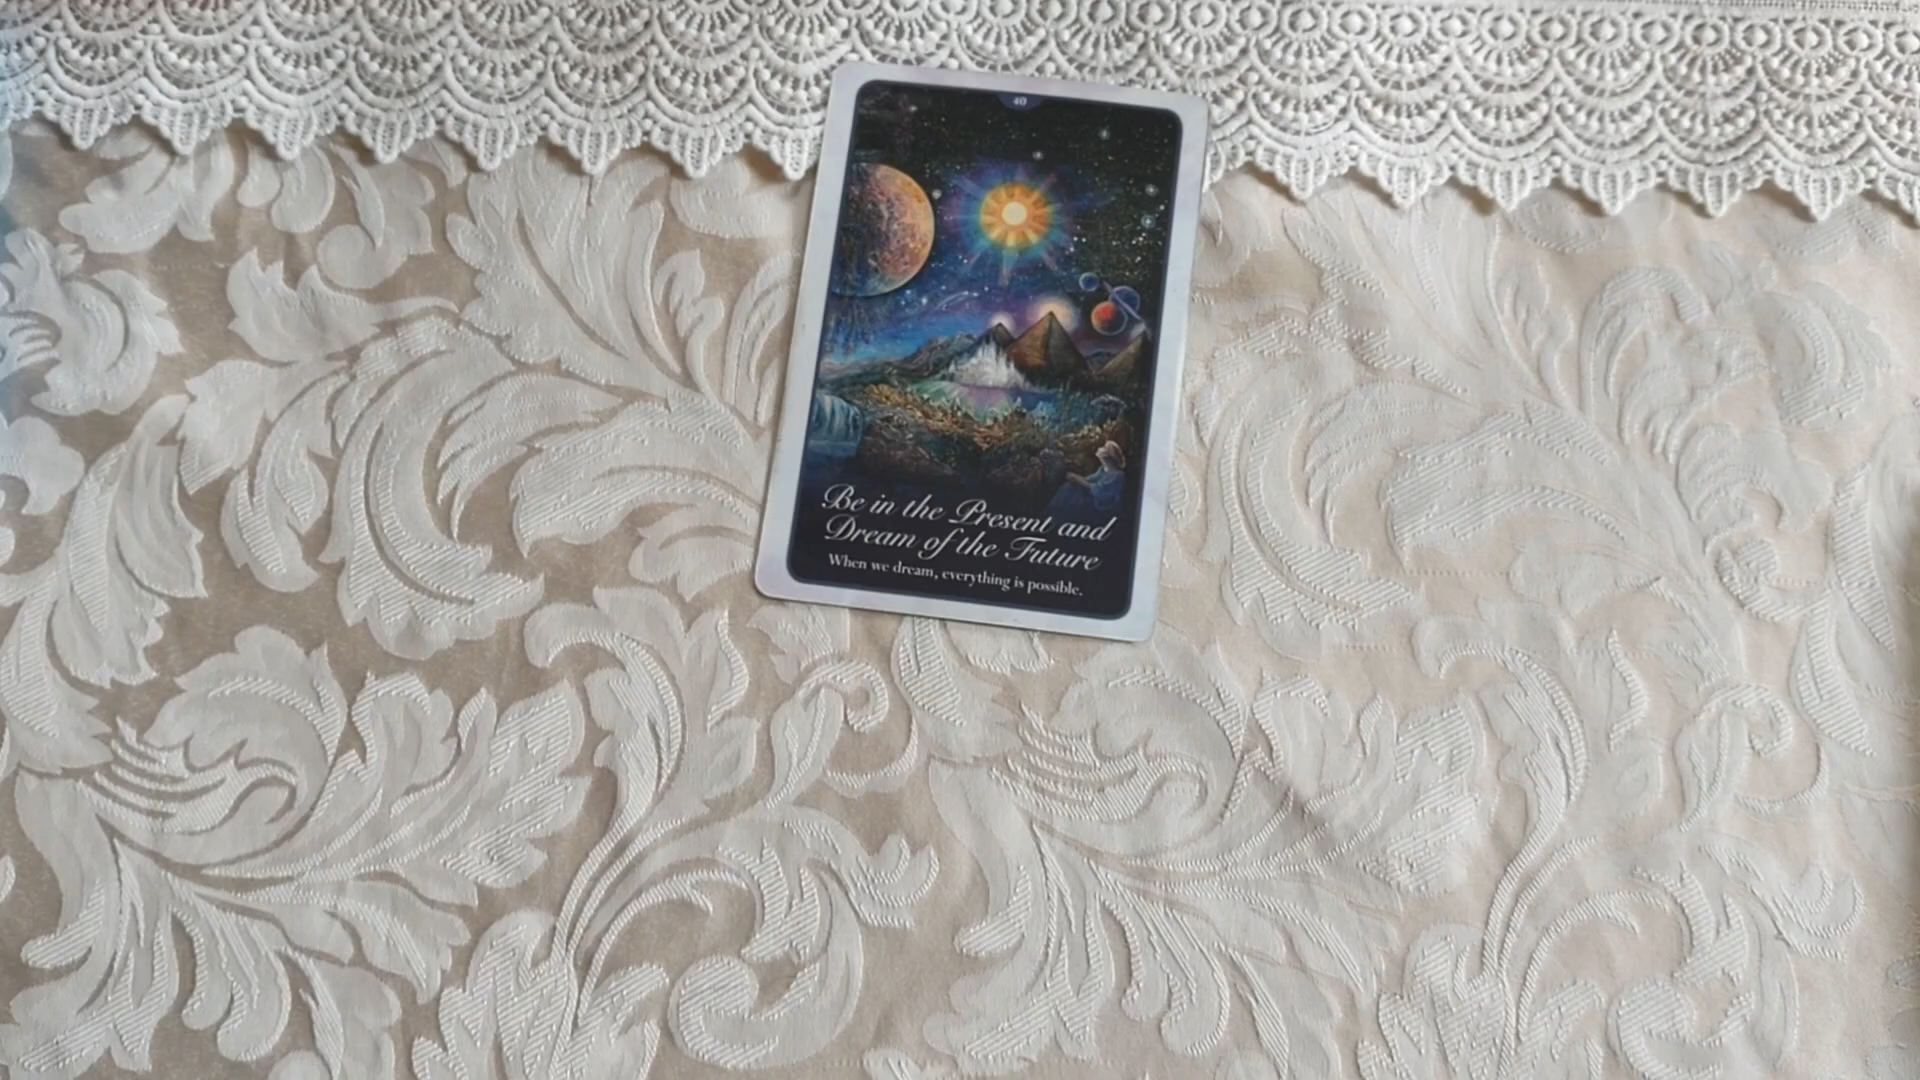 40
Be in the Present and
Dream of the Future
When we dream, everything is possible.